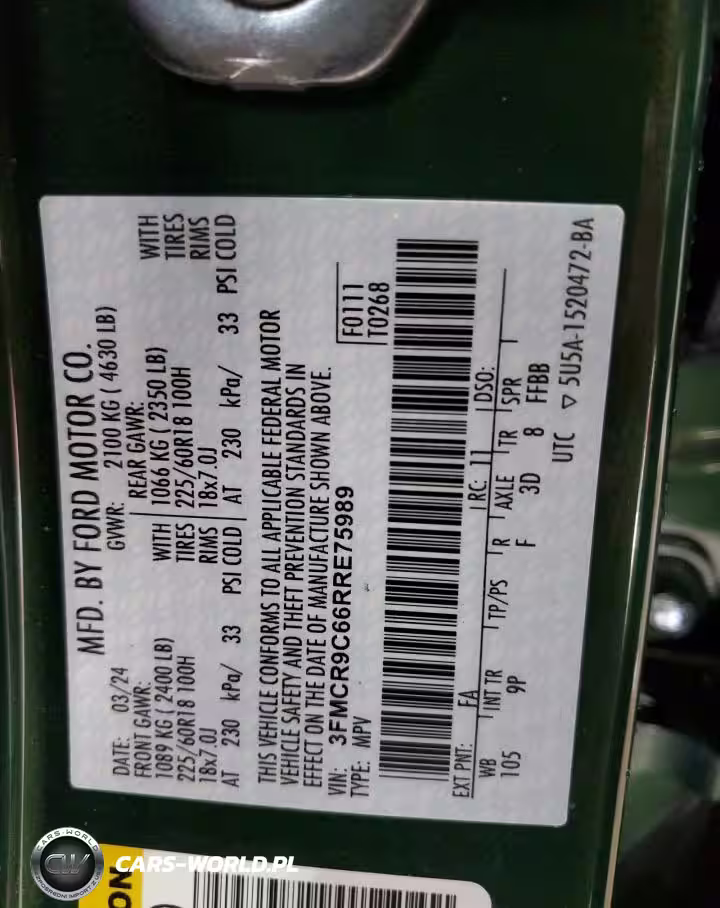 MFD. BY FORD MOTOR CO.
DATE: 03/24 GVWR: 2100 KG ( 4630 LB)
FRONT GAWR: REAR GAWR:
1089 KG ( 2400 LB) WITH 1066 KG ( 2350 LB) WITH
225/60R18 100H TIRES 225/60R18 100H TIRES
18x7.0J RIMS 18x7.0J RIMS
AT 230 kPa/ 33 PSI COLD AT 230 kPa/ 33 PSI COLD
THIS VEHICLE CONFORMS TO ALL APPLICABLE FEDERAL MOTOR
VEHICLE SAFETY AND THEFT PREVENTION STANDARDS IN
EFFECT ON THE DATE OF MANUFACTURE SHOWN ABOVE.
VIN: 3FMCR9C66RRE75989 F0111
TYPE: MPV T0268
EXT PNT: FA RC: 11 DSO:
WB INT TR TP/PS R AXLE TR SPR
105 9P F 3D 8 FFBB
UTC ▽ 5U5A-1520472-BA
ON
CARS-WORLD
CW
CARS-WORLD.PL